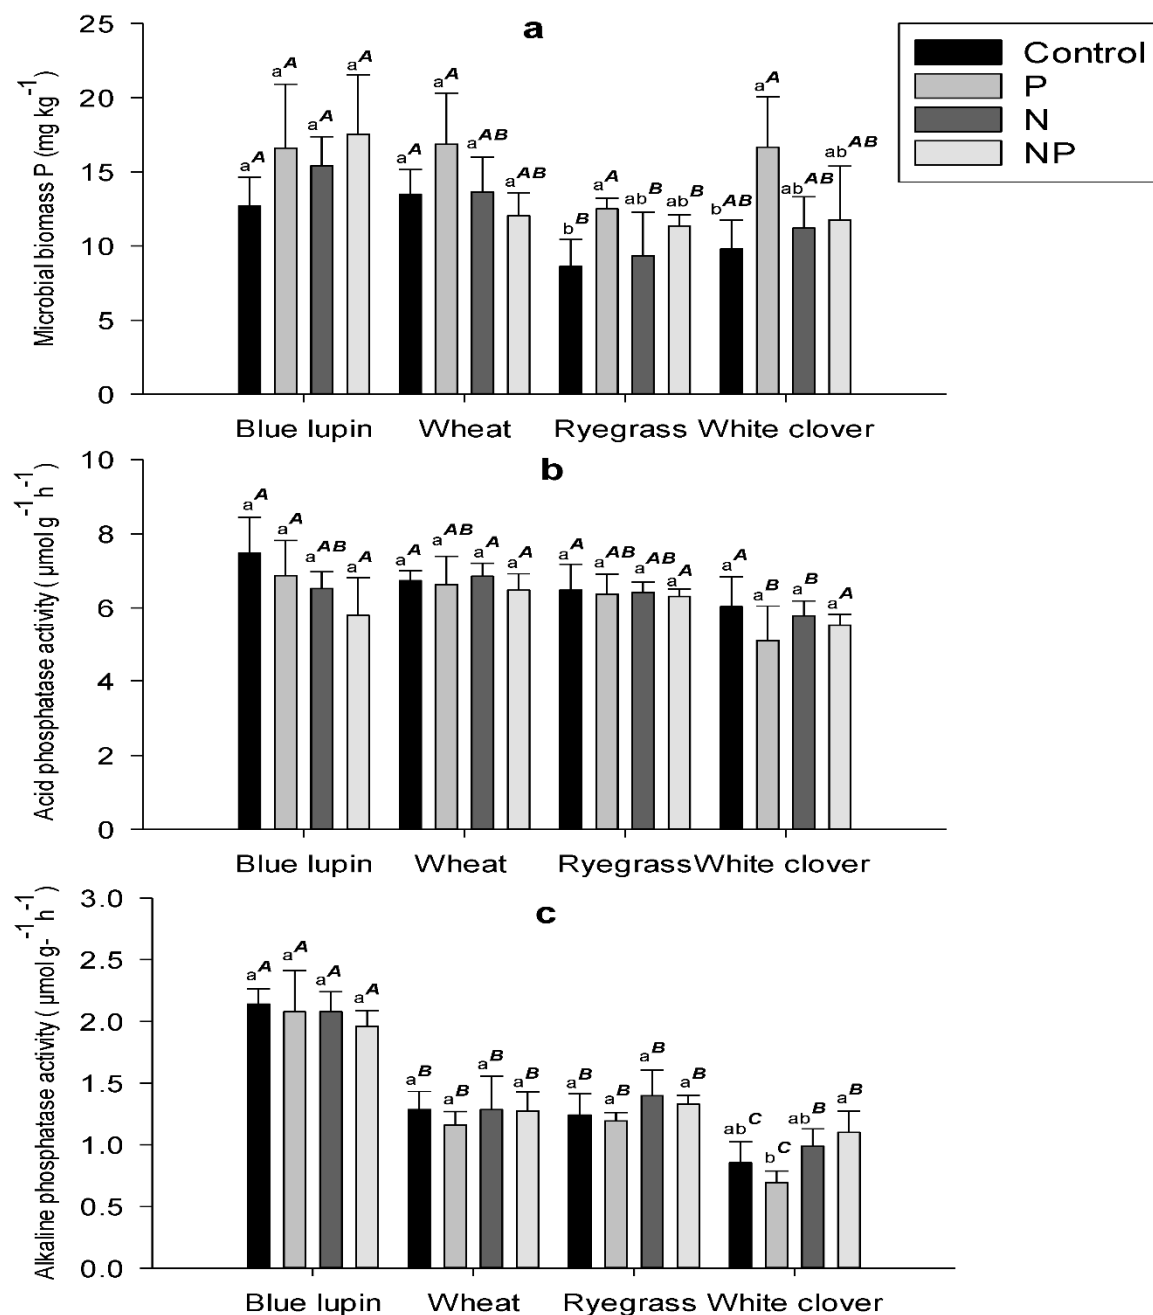 a
Control
P
N
NP
Microbial biomass P (mg kg-1)
25
20
15
10
5
0
aA aA aA aA
aA aA aAB aAB
bB aA abB abB
bAB aA abAB abAB
Blue lupin Wheat Ryegrass White clover
b
Acid phosphatase activity ( µmol g-1 h-1)
10
8
6
4
2
0
aA aA aAB aA
aA aAB aA aA
aA aAB aAB aA
aA aB aB aA
Blue lupin Wheat Ryegrass White clover
c
Alkaline phosphatase activity ( µmol g- -1 h-1)
3.0
2.5
2.0
1.5
1.0
0.5
0.0
aA aA aA aA
aB aB aB aB
aB aB aB aB
abC bC abB aB
Blue lupin Wheat Ryegrass White clover